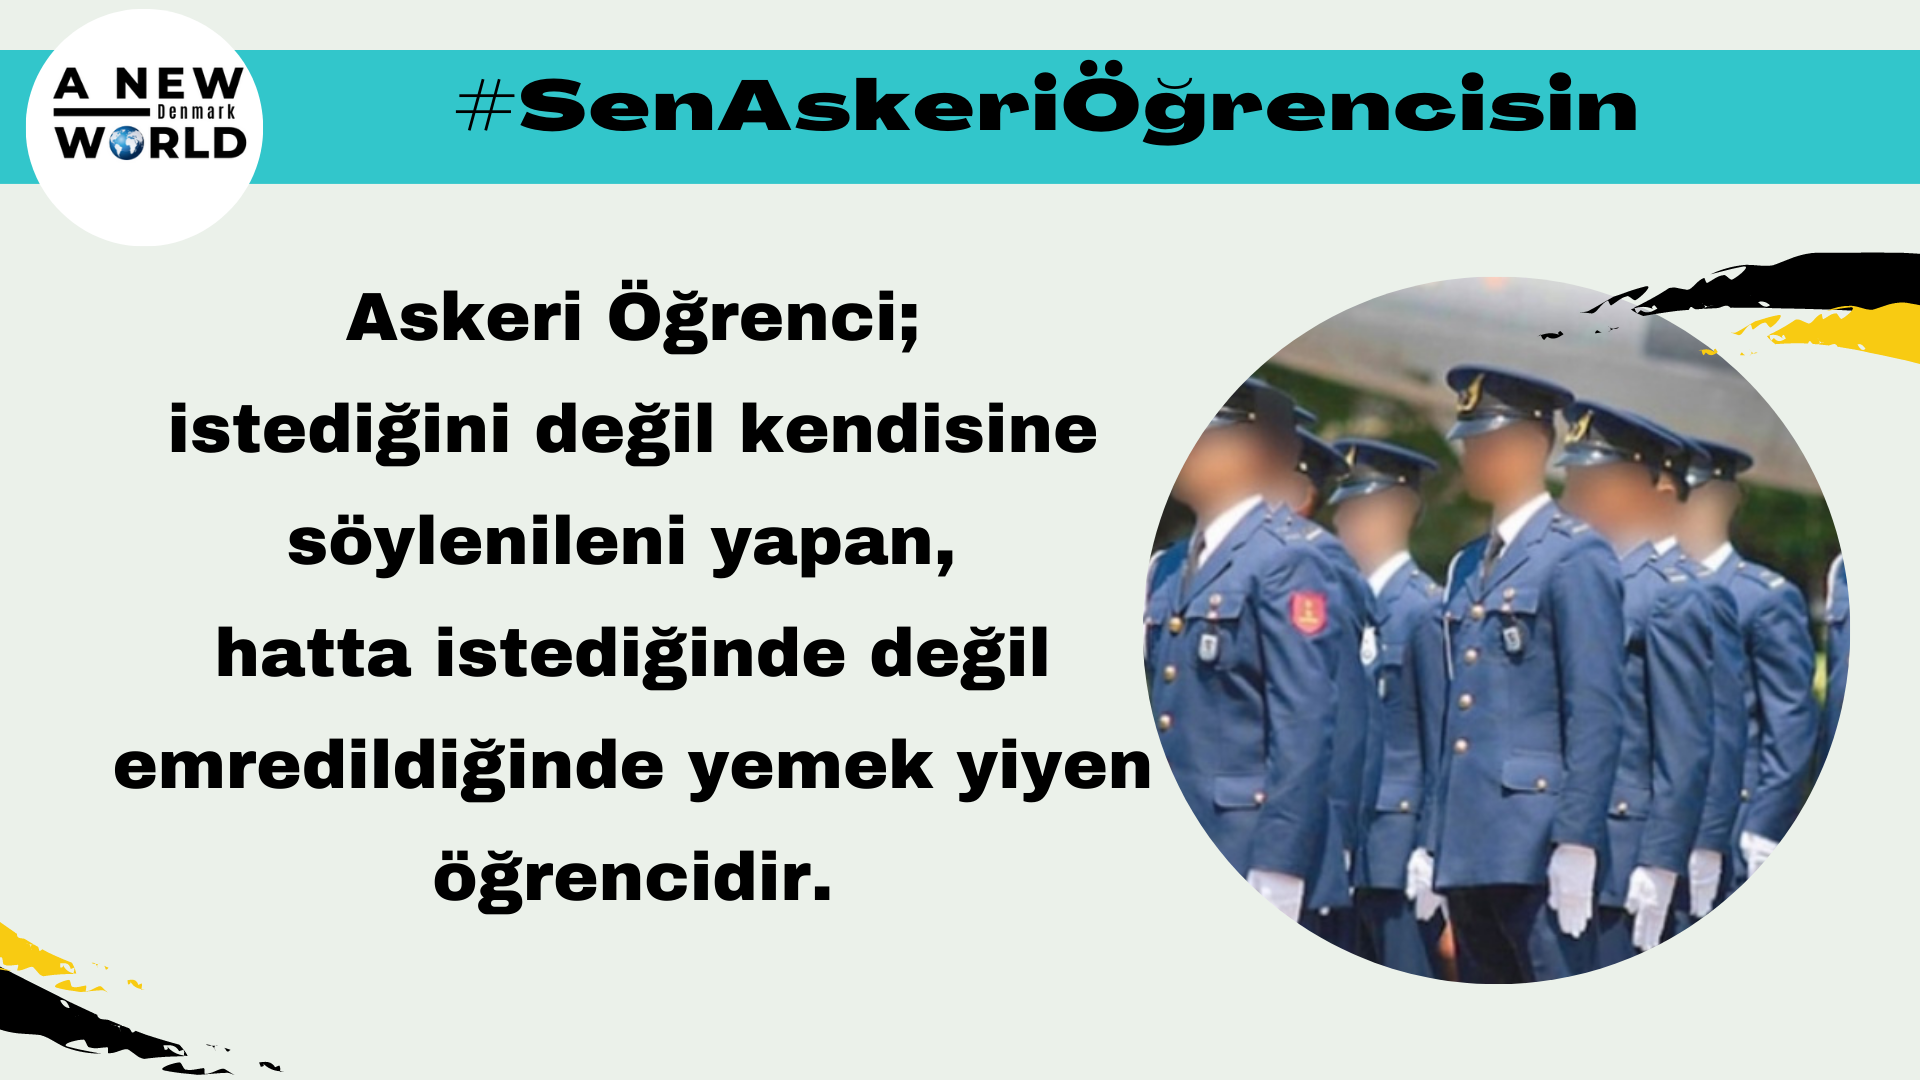 A NEW
Denmark
WORLD
#SenAskeriÖğrencisin
Askeri Öğrenci;
istediğini değil kendisine
söylenileni yapan,
hatta istediğinde değil
emredildiğinde yemek yiyen
öğrencidir.